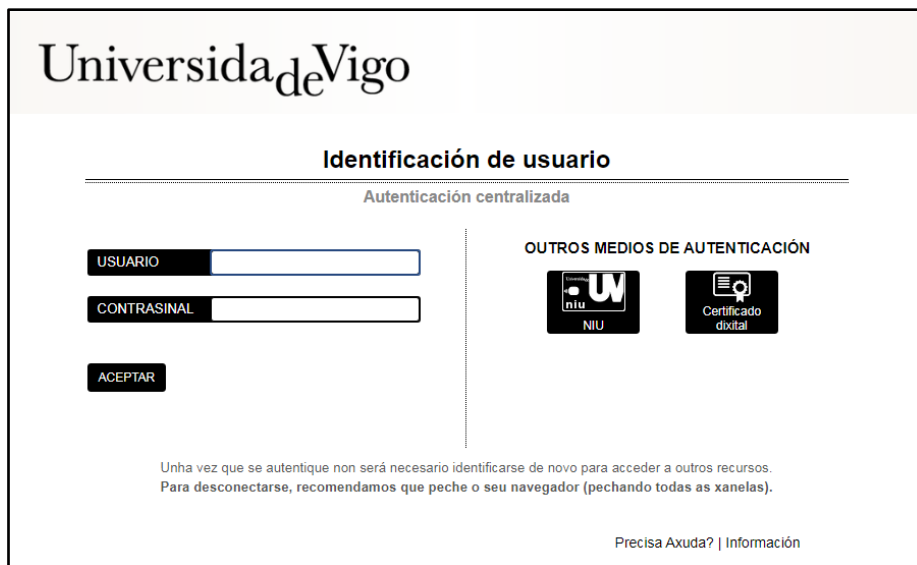 UniversidadeVigo
Identificación de usuario
Autenticación centralizada
USUARIO
CONTRASINAL
ACEPTAR
OUTROS MEDIOS DE AUTENTICACIÓN
niu UV
NIU
Certificado
dixital
Unha vez que se autentique non será necesario identificarse de novo para acceder a outros recursos.
Para desconectarse, recomendamos que peche o seu navegador (pechando todas as xanelas).
Precisa Axuda? | Información